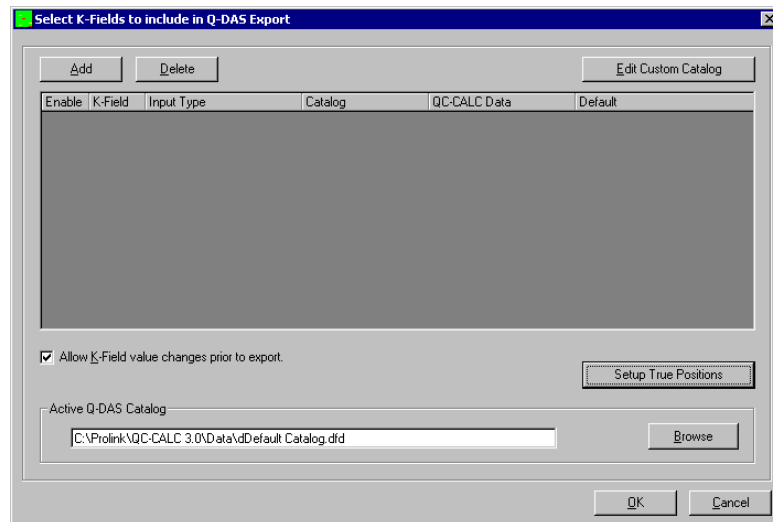 Select K-Fields to include in Q-DAS Export
Add Delete Edit Custom Catalog
Enable K-Field Input Type Catalog QC-CALC Data Default
Allow K-Field value changes prior to export.
Setup True Positions
Active Q-DAS Catalog
C:\Prolink\QC-CALC 3.0\Data\dDefault Catalog.dfd Browse
OK Cancel